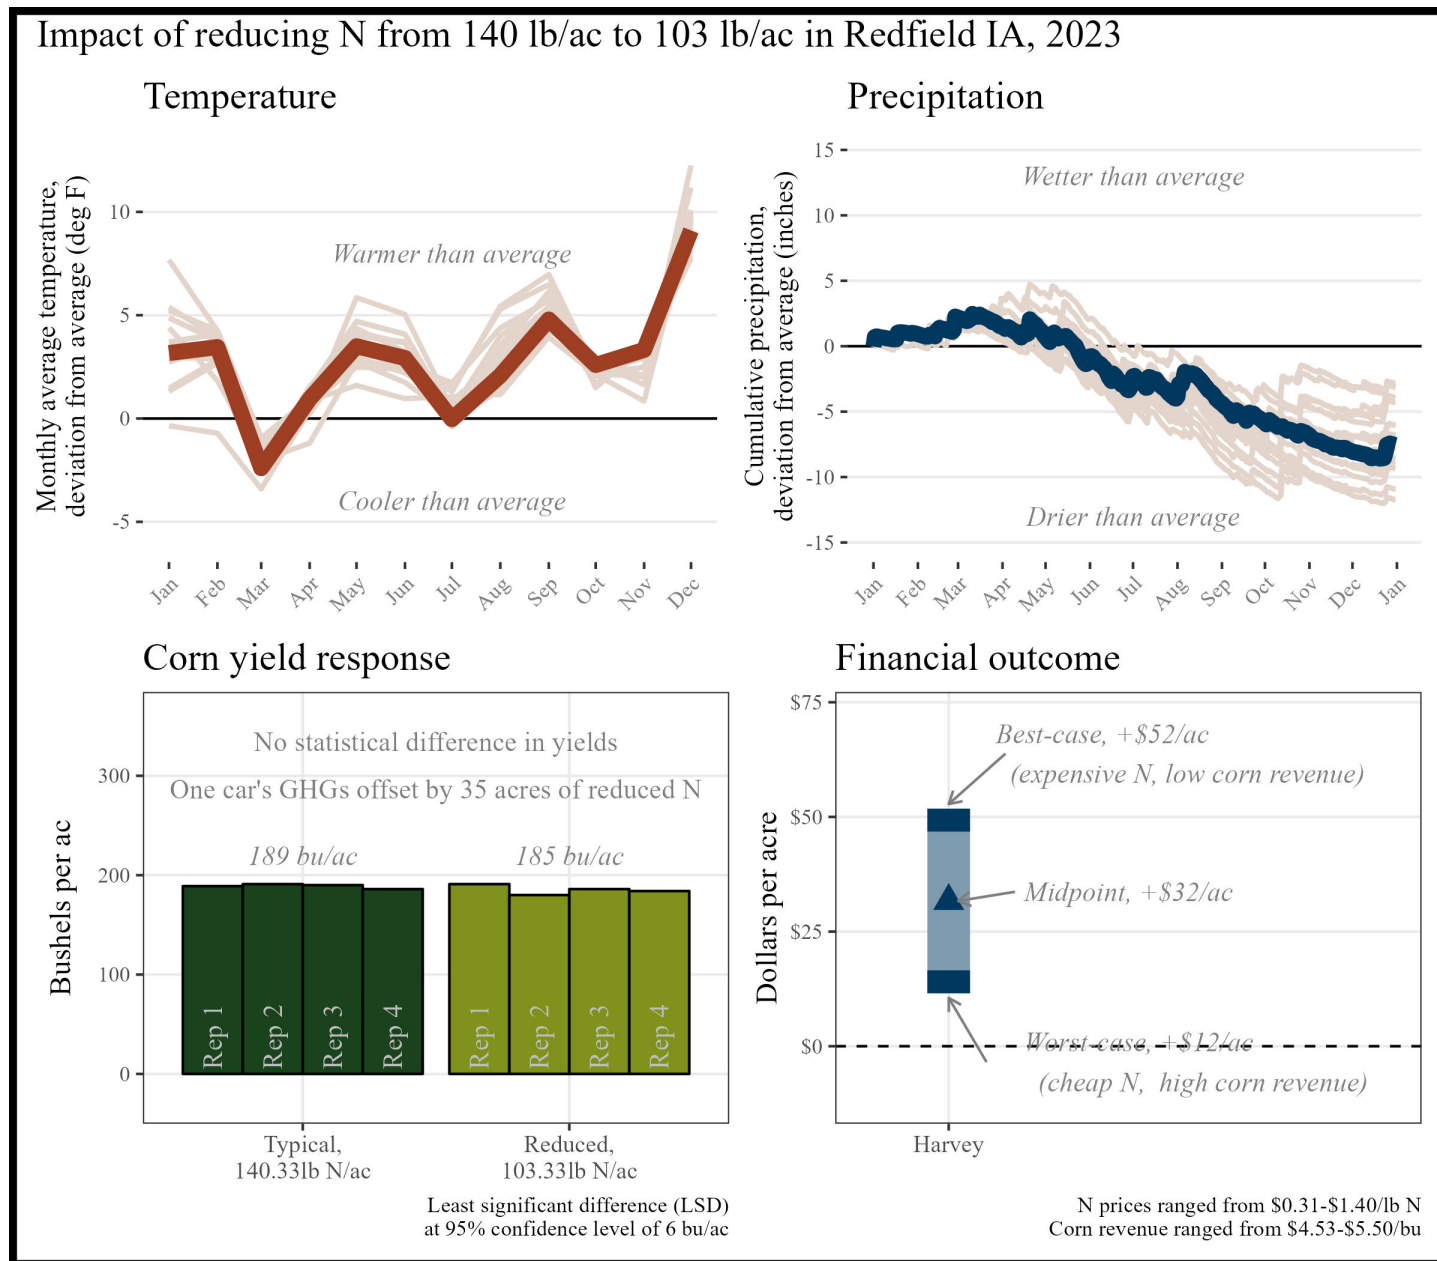 Impact of reducing N from 140 lb/ac to 103 lb/ac in Redfield IA, 2023
Temperature
Monthly average temperature,
deviation from average (deg F)
10
5
0
-5
Warmer than average
Cooler than average
Jan
Feb
Mar
Apr
May
Jun
Jul
Aug
Sep
Oct
Nov
Dec
Precipitation
Cumulative precipitation,
deviation from average (inches)
15
10
5
0
-5
-10
-15
Wetter than average
Drier than average
Jan
Feb
Mar
Apr
May
Jun
Jul
Aug
Sep
Oct
Nov
Dec
Jan
Corn yield response
Bushels per ac
300
200
100
0
No statistical difference in yields
One car's GHGs offset by 35 acres of reduced N
189 bu/ac
185 bu/ac
Rep 1
Rep 2
Rep 3
Rep 4
Rep 1
Rep 2
Rep 3
Rep 4
Typical,
140.33lb N/ac
Reduced,
103.33lb N/ac
Least significant difference (LSD)
at 95% confidence level of 6 bu/ac
Financial outcome
Dollars per acre
$75
$50
$25
$0
Best-case, +$52/ac
(expensive N, low corn revenue)
Midpoint, +$32/ac
Worst-case, +$12/ac
(cheap N,  high corn revenue)
Harvey
N prices ranged from $0.31-$1.40/lb N
Corn revenue ranged from $4.53-$5.50/bu